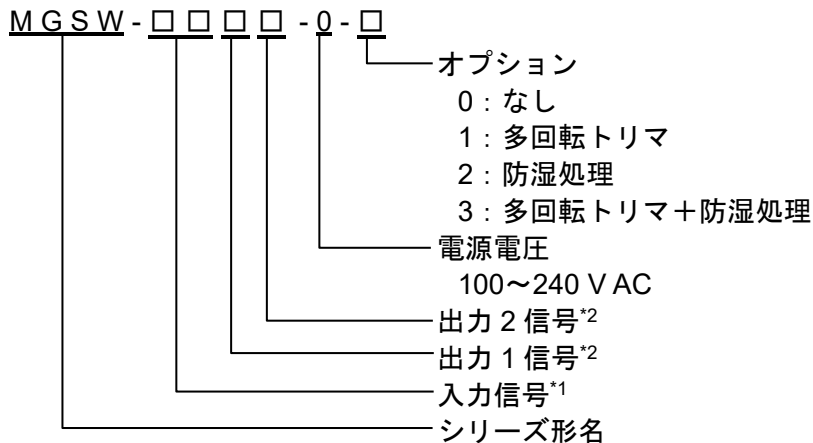 MGSW-□□□□-0-□
オプション
0：なし
1：多回転トリマ
2：防湿処理
3：多回転トリマ＋防湿処理
電源電圧
100～240 V AC
出力 2 信号*2
出力 1 信号*2
入力信号*1
シリーズ形名